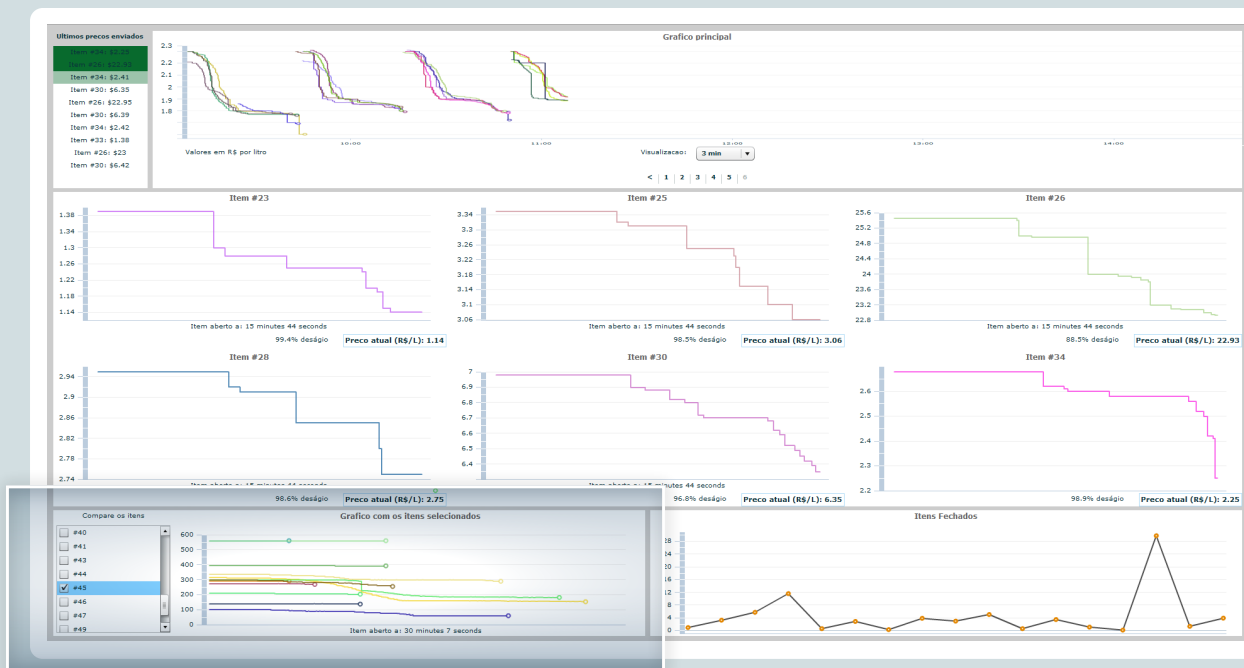 Ultimos precos enviados
Item #34: $2.25
Item #26: $22.93
Item #34: $2.41
Item #30: $6.35
Item #26: $22.95
Item #30: $6.39
Item #34: $2.42
Item #33: $1.38
Item #26: $23
Item #30: $6.42
Grafico principal
2.3
2.2
2.1
2
1.9
1.8
10:00
11:00
12:00
13:00
14:00
Valores em R$ por litro
Visualizacao:
3 min
< | 1 | 2 | 3 | 4 | 5 | 6
Item #23
1.38
1.34
1.3
1.26
1.22
1.18
1.14
Item aberto a: 15 minutes 44 seconds
99.4% deságio
Preco atual (R$/L): 1.14
Item #25
3.34
3.3
3.26
3.22
3.18
3.14
3.1
3.06
Item aberto a: 15 minutes 44 seconds
98.5% deságio
Preco atual (R$/L): 3.06
Item #26
25.6
25.2
24.8
24.4
24
23.6
23.2
22.8
Item aberto a: 15 minutes 44 seconds
88.5% deságio
Preco atual (R$/L): 22.93
Item #28
2.94
2.9
2.86
2.82
2.78
2.74
Item aberto a: 15 minutes 44 seconds
98.6% deságio
Preco atual (R$/L): 2.75
Item #30
7
6.9
6.8
6.7
6.6
6.5
6.4
Item aberto a: 15 minutes 44 seconds
96.8% deságio
Preco atual (R$/L): 6.35
Item #34
2.6
2.5
2.4
2.3
2.2
98.9% deságio
Preco atual (R$/L): 2.25
Compare os itens
#40
#41
#43
#44
#45
#46
#47
#49
Grafico com os itens selecionados
600
500
400
300
200
100
0
Item aberto a: 30 minutes 7 seconds
Itens Fechados
28
24
20
16
12
8
4
0